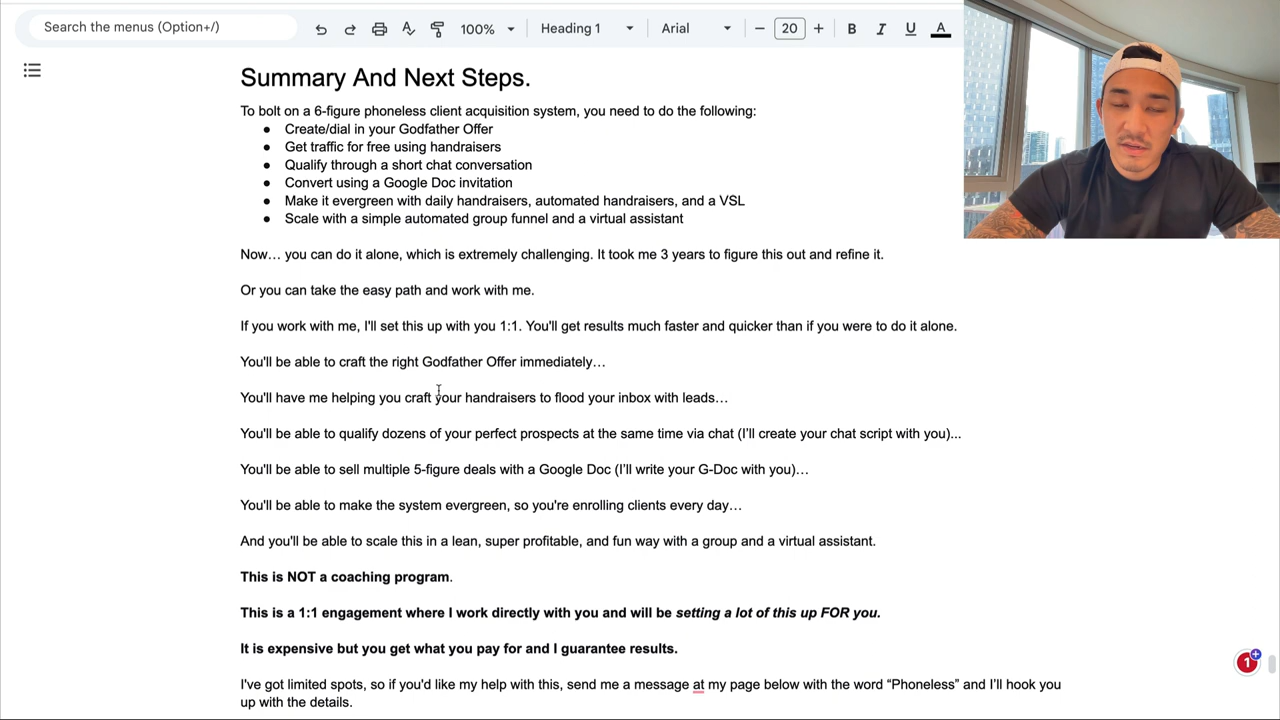 Search the menus (Option+/)
100%
Heading 1
Arial
20
B
I
U
A
Summary And Next Steps.
To bolt on a 6-figure phoneless client acquisition system, you need to do the following:
● Create/dial in your Godfather Offer
● Get traffic for free using handraisers
● Qualify through a short chat conversation
● Convert using a Google Doc invitation
● Make it evergreen with daily handraisers, automated handraisers, and a VSL
● Scale with a simple automated group funnel and a virtual assistant
Now… you can do it alone, which is extremely challenging. It took me 3 years to figure this out and refine it.
Or you can take the easy path and work with me.
If you work with me, I'll set this up with you 1:1. You'll get results much faster and quicker than if you were to do it alone.
You'll be able to craft the right Godfather Offer immediately…
You'll have me helping you craft your handraisers to flood your inbox with leads…
You'll be able to qualify dozens of your perfect prospects at the same time via chat (I’ll create your chat script with you)...
You'll be able to sell multiple 5-figure deals with a Google Doc (I’ll write your G-Doc with you)…
You'll be able to make the system evergreen, so you're enrolling clients every day…
And you'll be able to scale this in a lean, super profitable, and fun way with a group and a virtual assistant.
This is NOT a coaching program.
This is a 1:1 engagement where I work directly with you and will be setting a lot of this up FOR you.
It is expensive but you get what you pay for and I guarantee results.
I've got limited spots, so if you'd like my help with this, send me a message at my page below with the word “Phoneless” and I’ll hook you
up with the details.
1